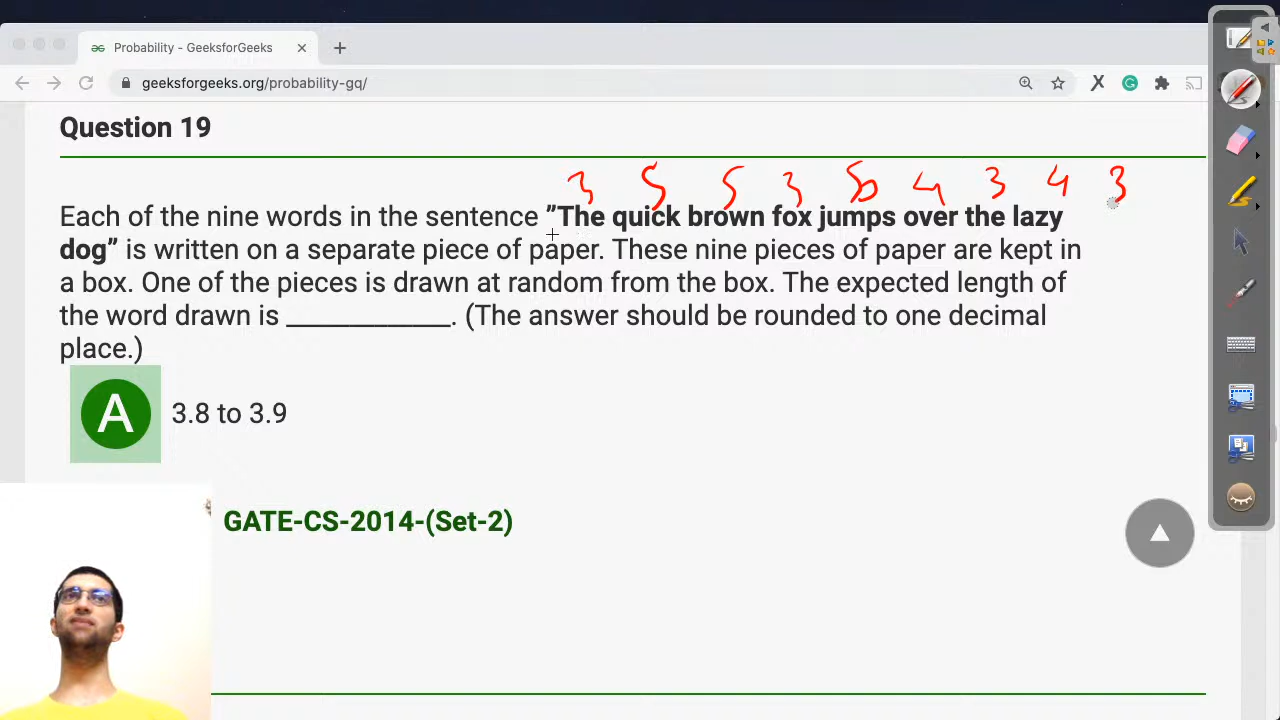 Probability - GeeksforGeeks
geeksforgeeks.org/probability-gq/
Question 19
3 5 5 3 5 4 3 4 3
Each of the nine words in the sentence ”The quick brown fox jumps over the lazy
dog” is written on a separate piece of paper. These nine pieces of paper are kept in
a box. One of the pieces is drawn at random from the box. The expected length of
the word drawn is _____________. (The answer should be rounded to one decimal
place.)
A 3.8 to 3.9
GATE-CS-2014-(Set-2)